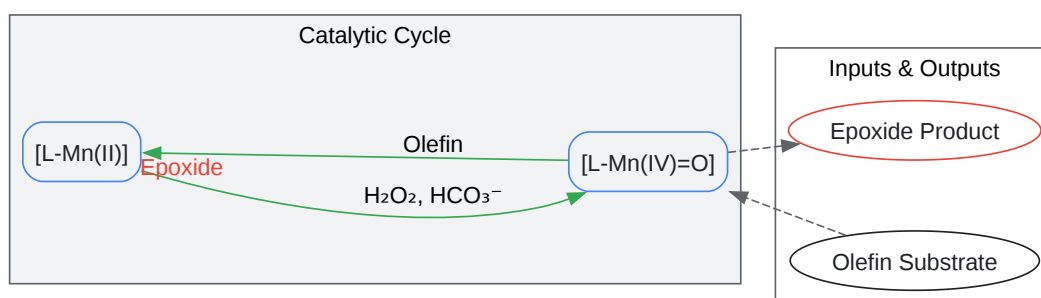 Catalytic Cycle
Inputs & Outputs
Epoxide Product
Olefin
[L-Mn(II)]
[L-Mn(IV)=O]
Epoxide
H₂O₂, HCO₃⁻
Olefin Substrate